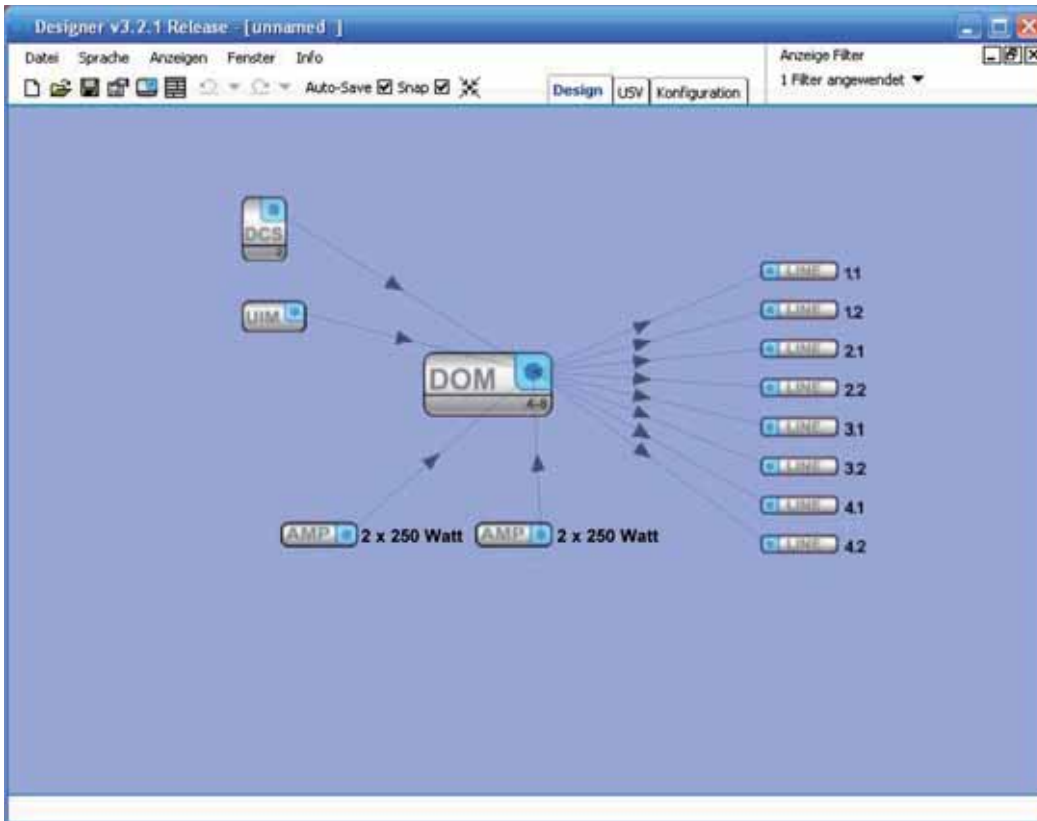 Designer v3.2.1 Release - [unnamed ]
Datei Sprache Anzeigen Fenster Info
Anzeige Filter
Auto-Save Snap
Design USV Konfiguration
1 Filter angewendet
DCS
UIM
DOM
4-8
AMP 2 x 250 Watt
AMP 2 x 250 Watt
LINE 1.1
LINE 1.2
LINE 2.1
LINE 2.2
LINE 3.1
LINE 3.2
LINE 4.1
LINE 4.2